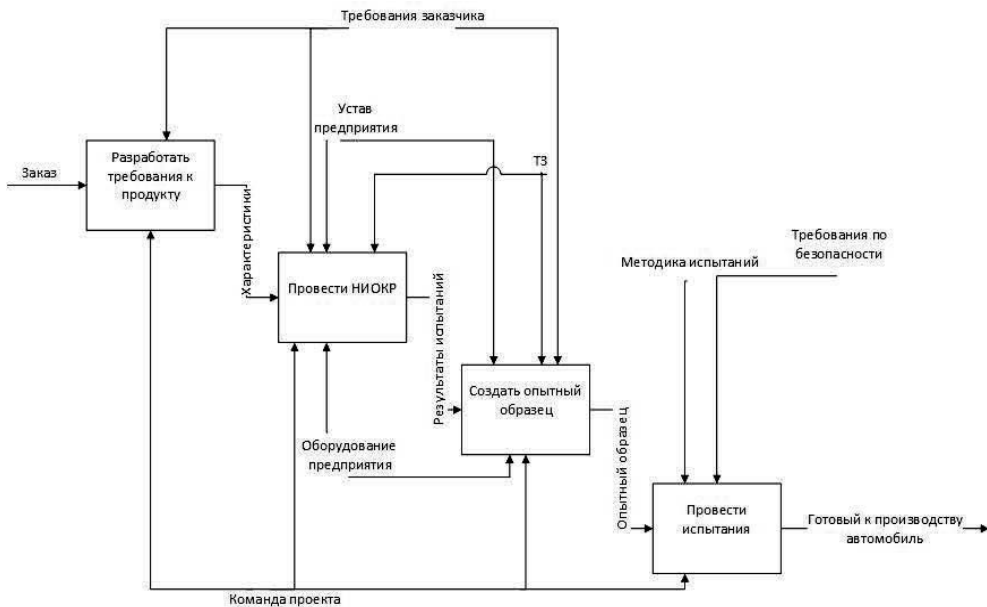 Требования заказчика
Устав
предприятия
Разработать
требования к
продукту
Заказ
ТЗ
Характеристики
Требования по
безопасности
Методика испытаний
Провести НИОКР
Результаты испытаний
Создать опытный
образец
Оборудование
предприятия
Опытный образец
Провести
испытания
Готовый к производству
автомобиль
Команда проекта